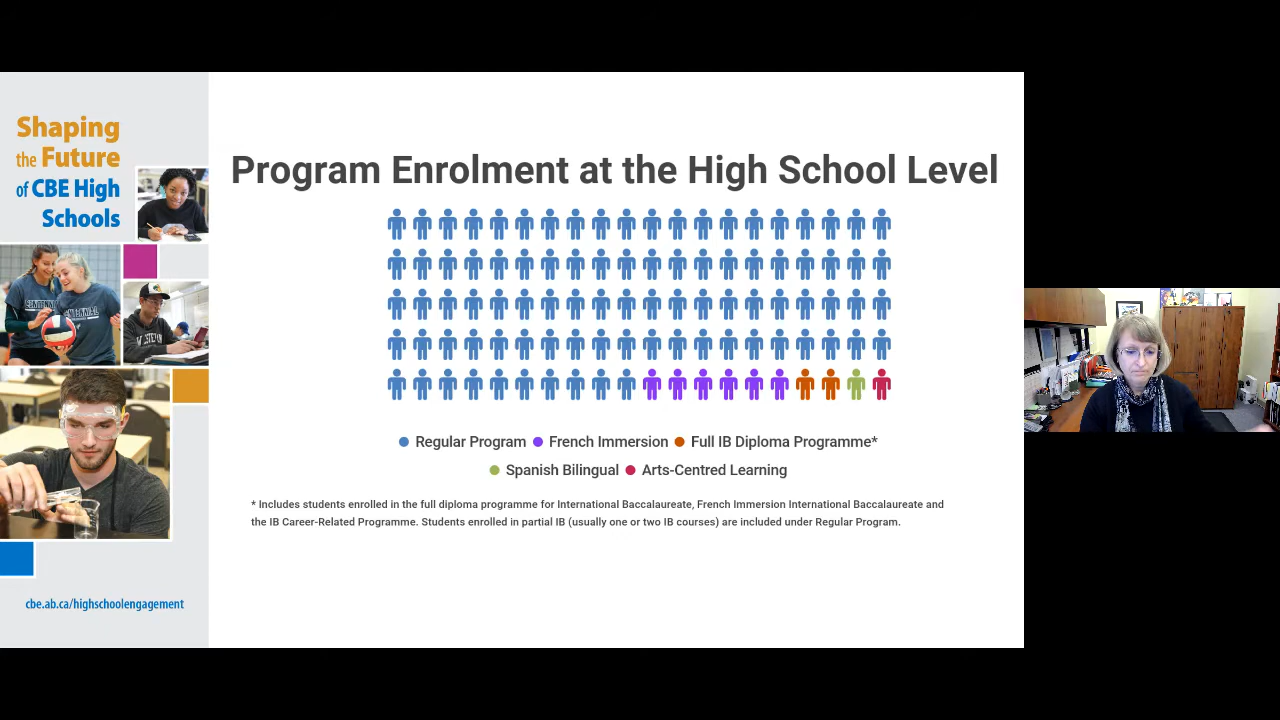 Shaping
the Future
of CBE High
Schools
cbe.ab.ca/highschoolengagement
Program Enrolment at the High School Level
Regular Program French Immersion Full IB Diploma Programme*
Spanish Bilingual Arts-Centred Learning
* Includes students enrolled in the full diploma programme for International Baccalaureate, French Immersion International Baccalaureate and
the IB Career-Related Programme. Students enrolled in partial IB (usually one or two IB courses) are included under Regular Program.